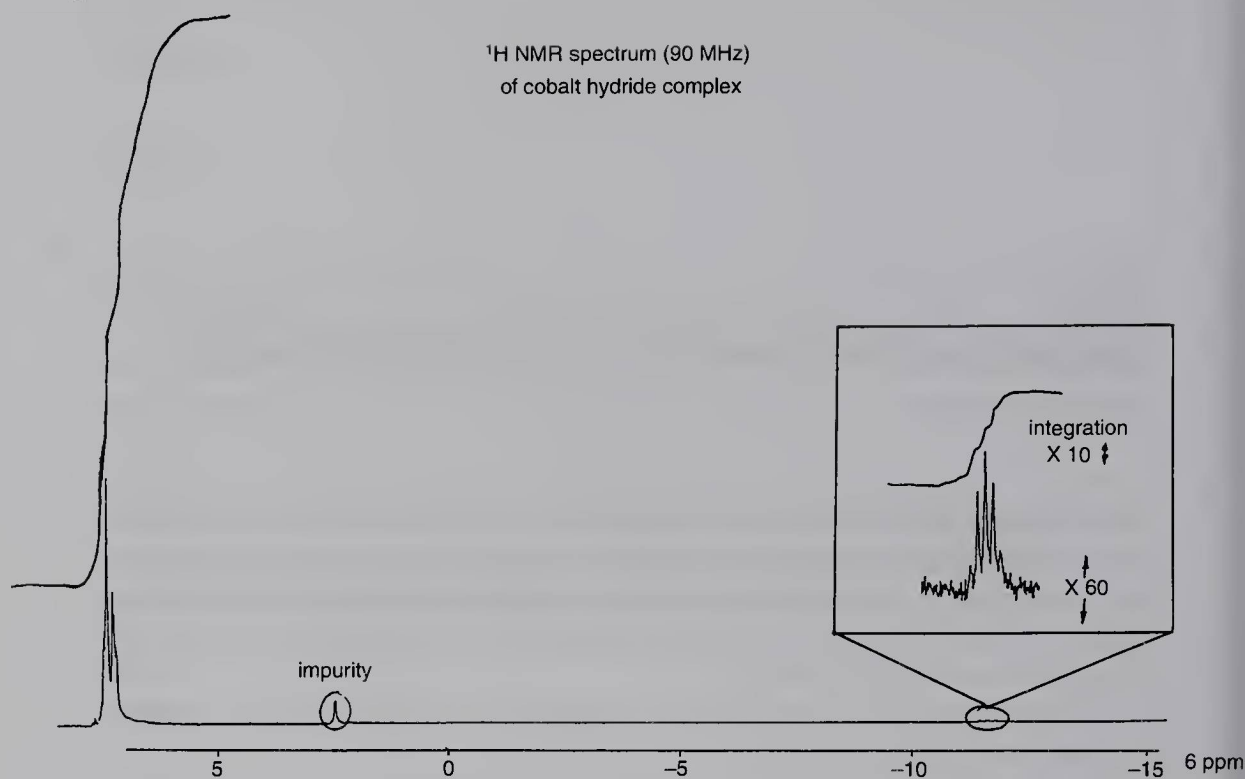 ¹H NMR spectrum (90 MHz)
of cobalt hydride complex
integration
X 10
X 60
impurity
5 0 −5 −10 −15 6 ppm